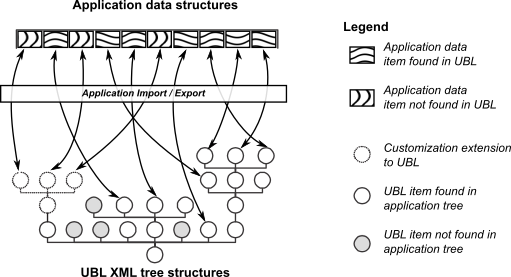 Application data structures
Application Import / Export
UBL XML tree structures
Legend
Application data
item found in UBL
Application data
item not found in UBL
Customization extension
to UBL
UBL item found in
application tree
UBL item not found in
application tree